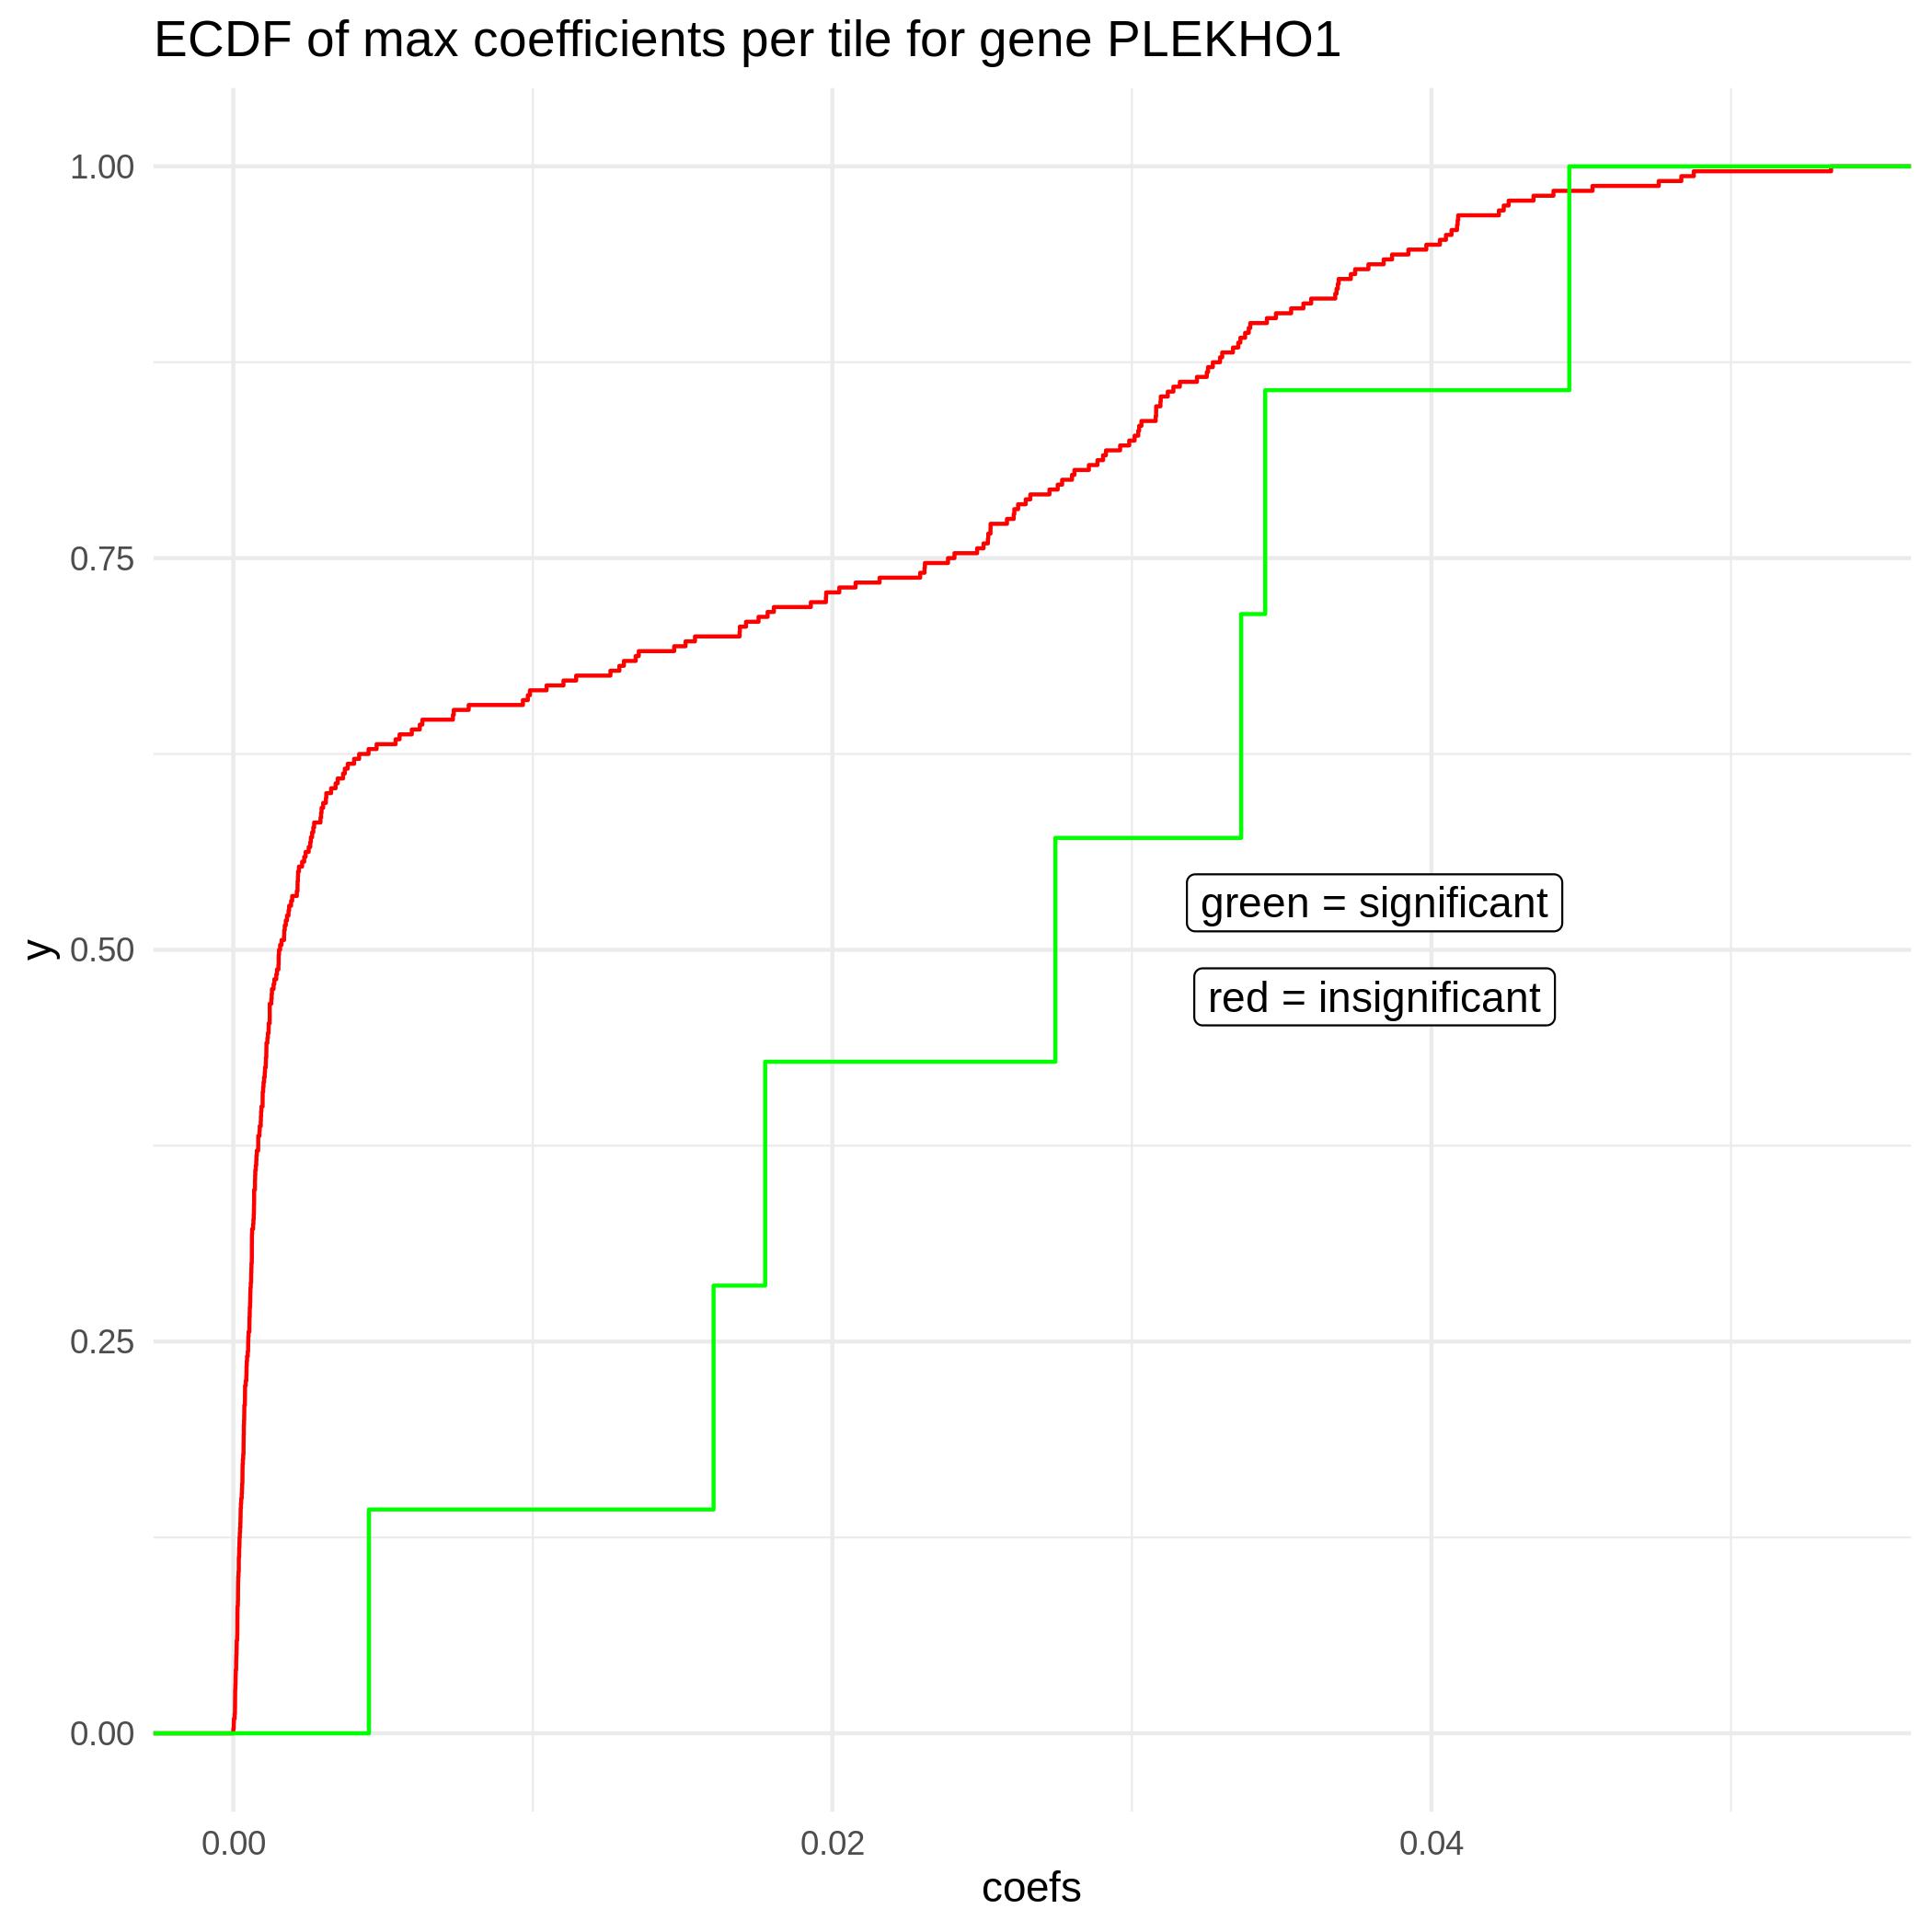 ECDF of max coefficients per tile for gene PLEKHO1
1.00
0.75
0.50
0.25
0.00
y
green = significant
red = insignificant
0.00 0.02 0.04
coefs